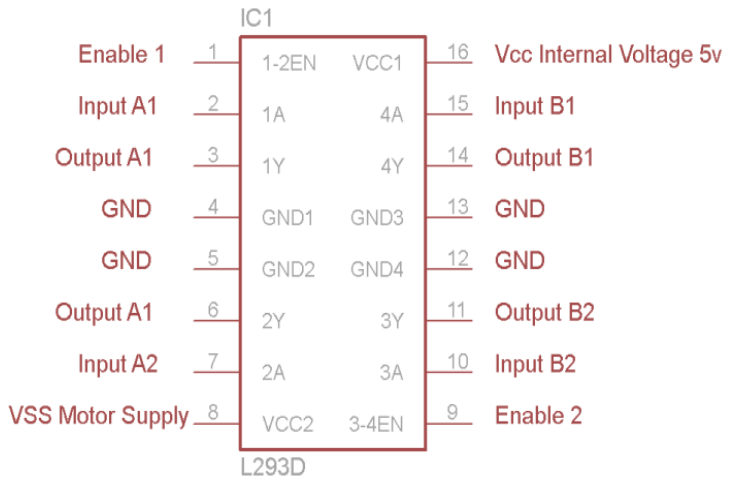 IC1
Enable 1 1 1-2EN VCC1 16 Vcc Internal Voltage 5v
Input A1 2 1A 4A 15 Input B1
Output A1 3 1Y 4Y 14 Output B1
GND 4 GND1 GND3 13 GND
GND 5 GND2 GND4 12 GND
Output A1 6 2Y 3Y 11 Output B2
Input A2 7 2A 3A 10 Input B2
VSS Motor Supply 8 VCC2 3-4EN 9 Enable 2
L293D